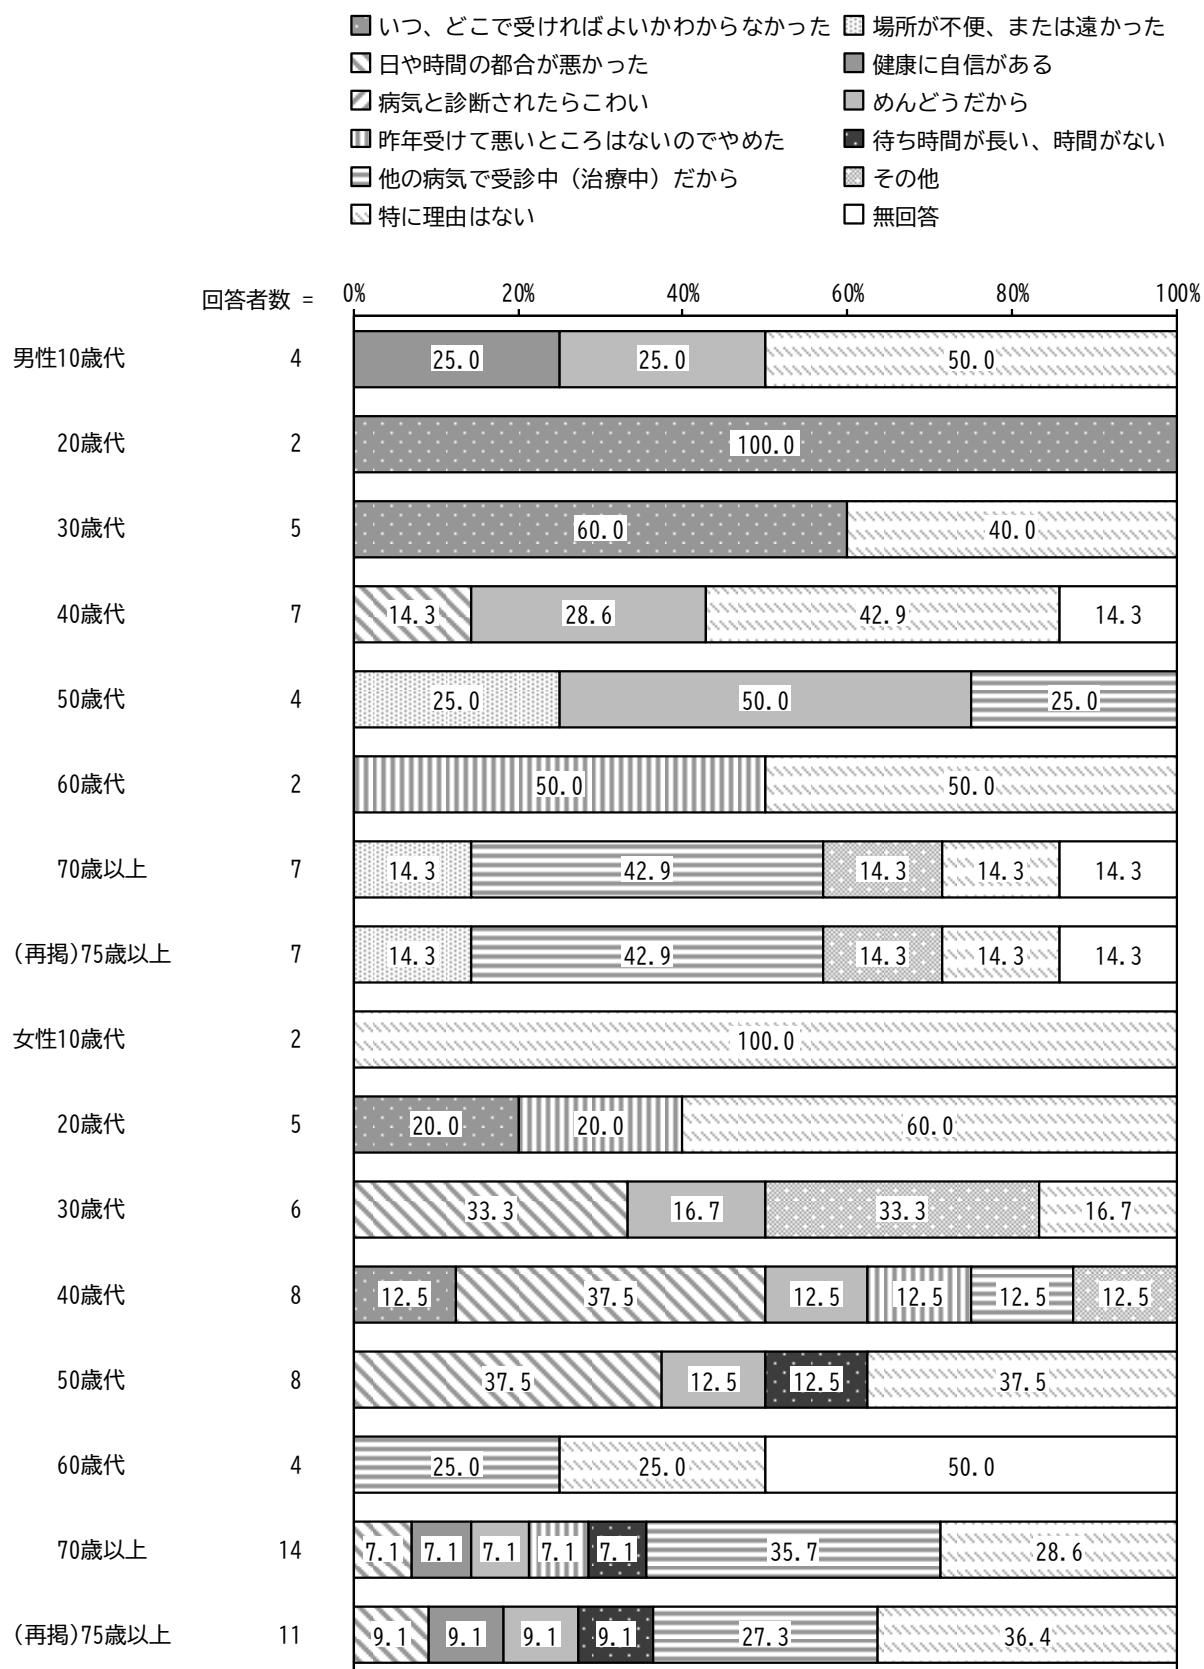 いつ、どこで受ければよいかわからなかった 場所が不便、または遠かった
日や時間の都合が悪かった 健康に自信がある
病気と診断されたらこわい めんどうだから
昨年受けて悪いところはないのでやめた 待ち時間が長い、時間がない
他の病気で受診中（治療中）だから その他
特に理由はない 無回答
回答者数 = 0% 20% 40% 60% 80% 100%
男性10歳代 4 25.0 25.0 50.0
20歳代 2 100.0
30歳代 5 60.0 40.0
40歳代 7 14.3 28.6 42.9 14.3
50歳代 4 25.0 50.0 25.0
60歳代 2 50.0 50.0
70歳以上 7 14.3 42.9 14.3 14.3 14.3
(再掲)75歳以上 7 14.3 42.9 14.3 14.3 14.3
女性10歳代 2 100.0
20歳代 5 20.0 20.0 60.0
30歳代 6 33.3 16.7 33.3 16.7
40歳代 8 12.5 37.5 12.5 12.5 12.5 12.5
50歳代 8 37.5 12.5 12.5 37.5
60歳代 4 25.0 25.0 50.0
70歳以上 14 7.1 7.1 7.1 7.1 7.1 35.7 28.6
(再掲)75歳以上 11 9.1 9.1 9.1 9.1 27.3 36.4